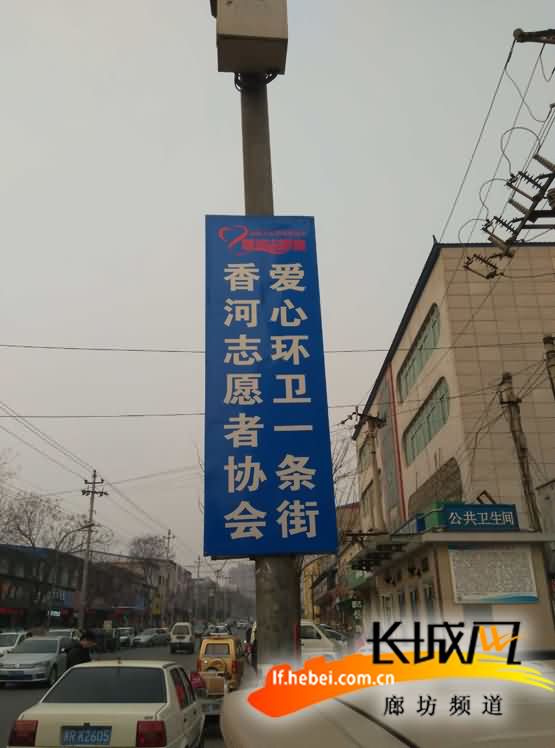 爱心环卫一条街
香河志愿者协会
公共卫生间
长城网
lf.hebei.com.cn
廊坊频道